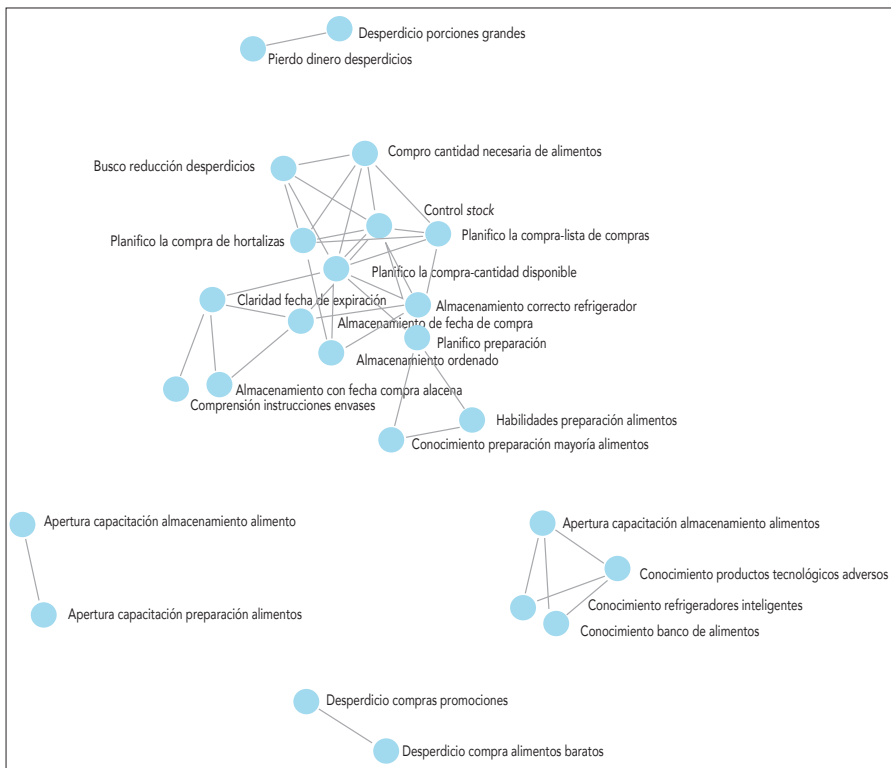 Desperdicio porciones grandes
Pierdo dinero desperdicios
Compro cantidad necesaria de alimentos
Busco reducción desperdicios
Control stock
Planifico la compra-lista de compras
Planifico la compra de hortalizas
Planifico la compra-cantidad disponible
Claridad fecha de expiración
Almacenamiento correcto refrigerador
Almacenamiento de fecha de compra
Planifico preparación
Almacenamiento ordenado
Almacenamiento con fecha compra alacena
Comprensión instrucciones envases
Habilidades preparación alimentos
Conocimiento preparación mayoría alimentos
Apertura capacitación almacenamiento alimento
Apertura capacitación almacenamiento alimentos
Conocimiento productos tecnológicos adversos
Conocimiento refrigeradores inteligentes
Apertura capacitación preparación alimentos
Conocimiento banco de alimentos
Desperdicio compras promociones
Desperdicio compra alimentos baratos